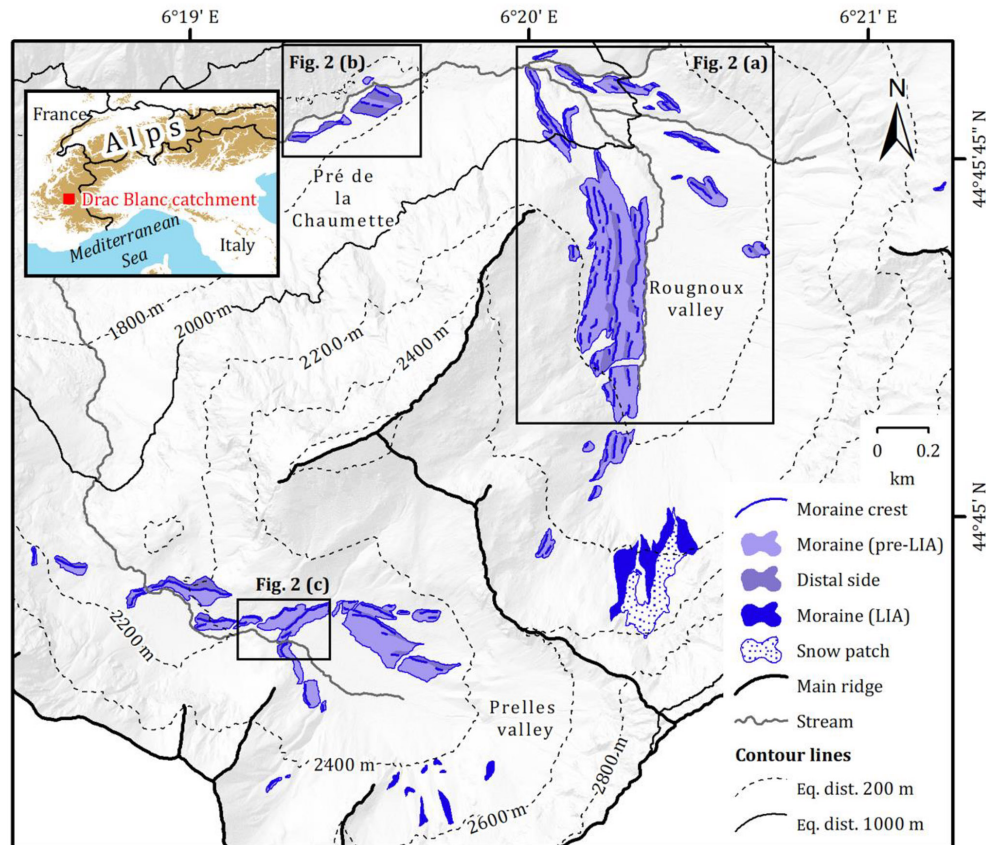 6°19' E
6°20' E
6°21' E
Fig. 2 (b)
Fig. 2 (a)
N
France
Alps
Drac Blanc catchment
Mediterranean
Sea
Italy
Pré de
la
Chaumette
44°45'45" N
Rougnoux
valley
1800 m
2000 m
2200 m
2400 m
0 0.2
km
44°45' N
Fig. 2 (c)
2200 m
Prelles
valley
2400 m
2600 m
2800 m
Moraine crest
Moraine (pre-LIA)
Distal side
Moraine (LIA)
Snow patch
Main ridge
Stream
Contour lines
Eq. dist. 200 m
Eq. dist. 1000 m